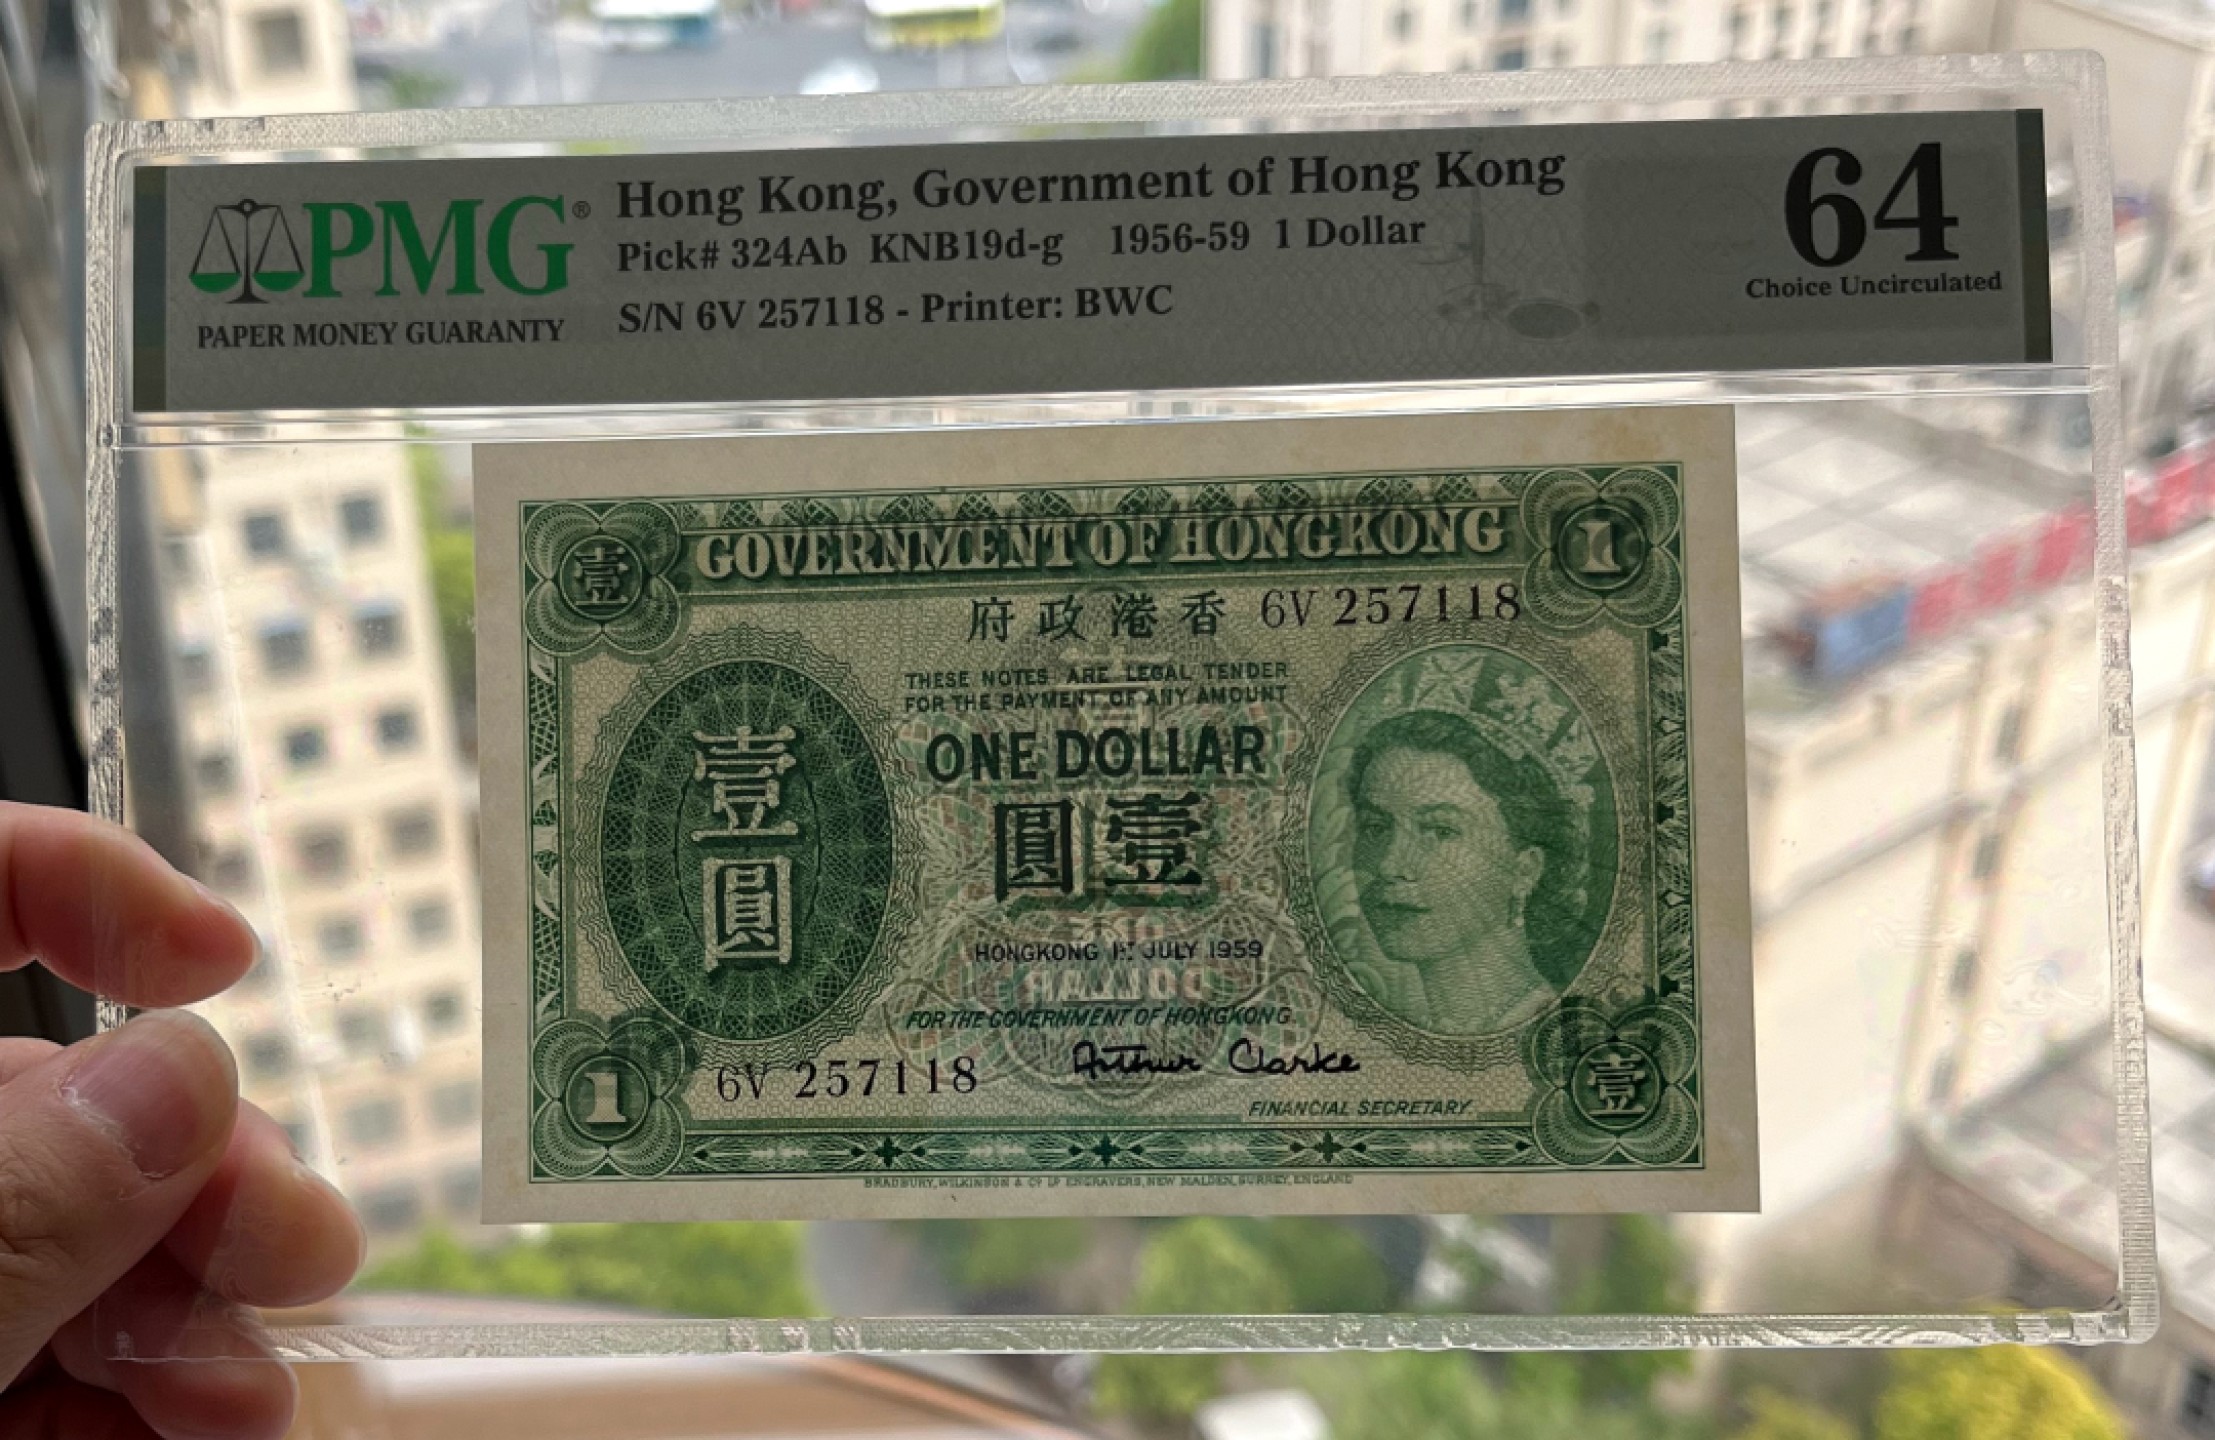 PMG®
PAPER MONEY GUARANTY
Hong Kong, Government of Hong Kong
Pick# 324Ab KNB19d-g 1956-59 1 Dollar
S/N 6V 257118 - Printer: BWC
64
Choice Uncirculated
壹
GOVERNMENT OF HONGKONG
1
府政港香 6V 257118
THESE NOTES ARE LEGAL TENDER
FOR THE PAYMENT OF ANY AMOUNT
ONE DOLLAR
圓壹
壹
圓
HONGKONG 1ST JULY 1959
FOR THE GOVERNMENT OF HONGKONG.
6V 257118
Arthur Clarke
FINANCIAL SECRETARY.
1
壹
BRADBURY, WILKINSON & Co Ld ENGRAVERS, NEW MALDEN, SURREY, ENGLAND